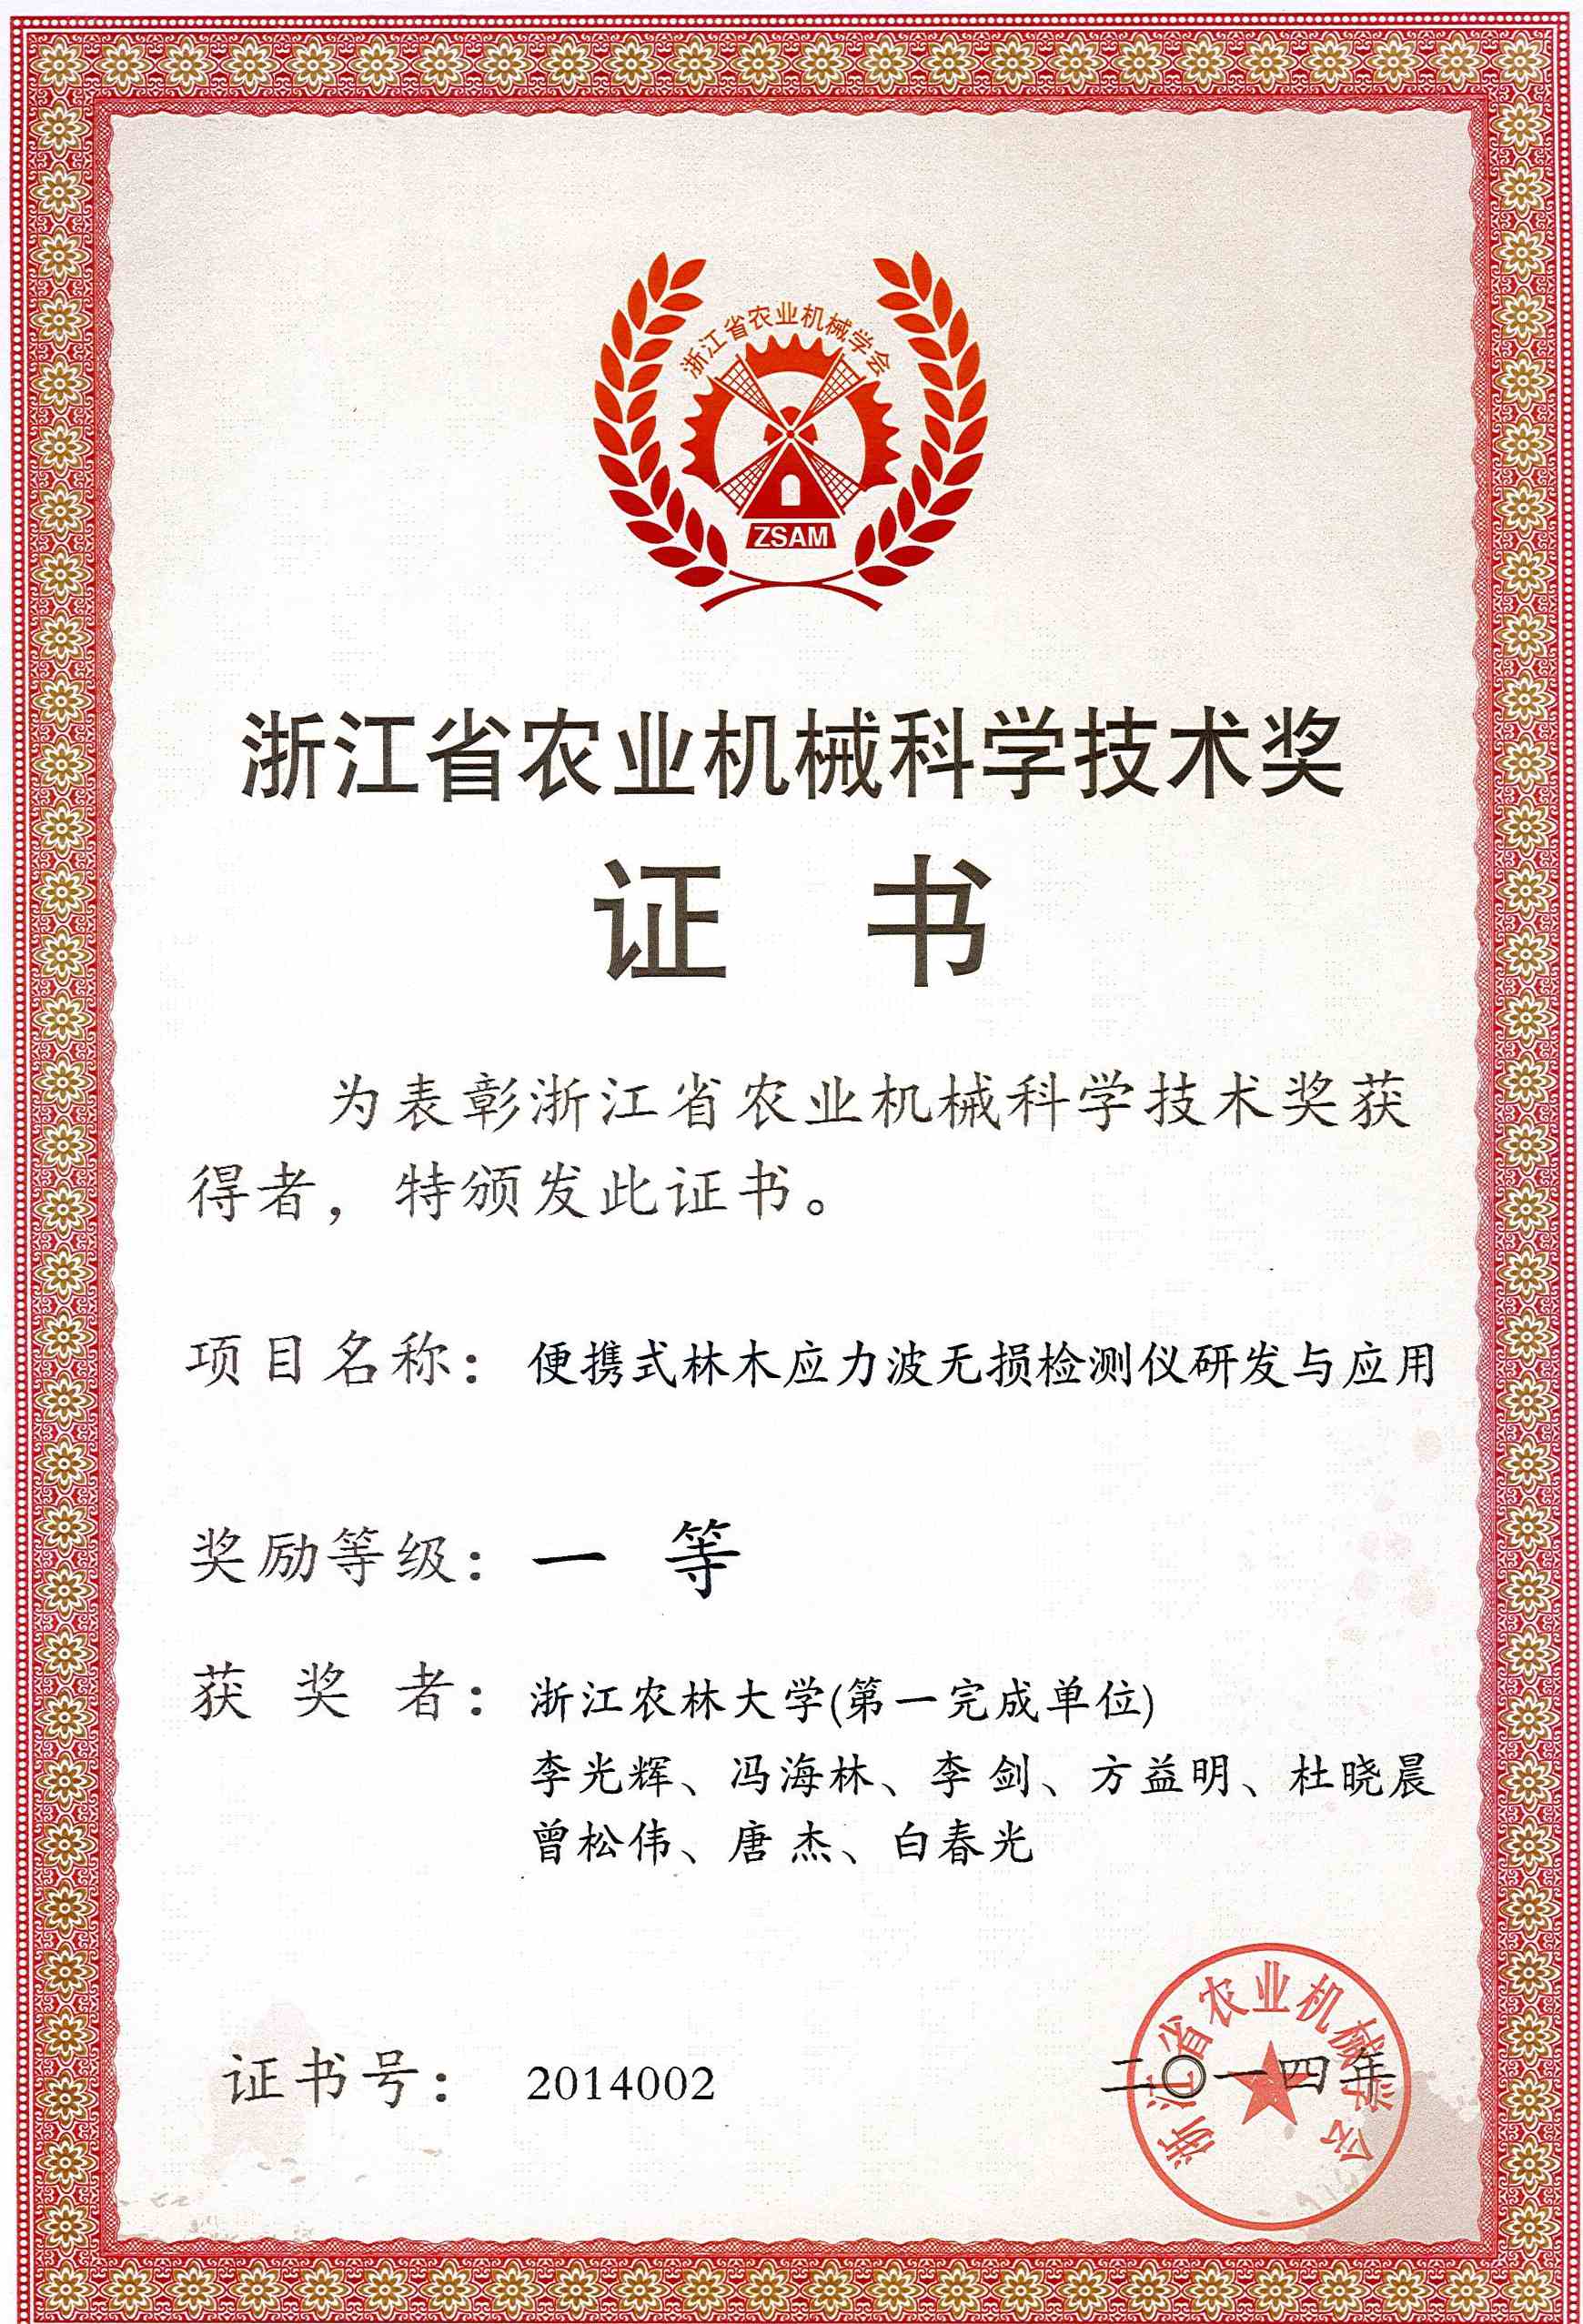 浙江省农业机械学会
ZSAM
浙江省农业机械科学技术奖
证 书
为表彰浙江省农业机械科学技术奖获
得者，特颁发此证书。
项目名称：便携式林木应力波无损检测仪研发与应用
奖励等级：一 等
获 奖 者：浙江农林大学(第一完成单位)
李光辉、冯海林、李 剑、方益明、杜晓晨
曾松伟、唐 杰、白春光
证书号： 2014002
二〇一四年
浙江省农业机械学会